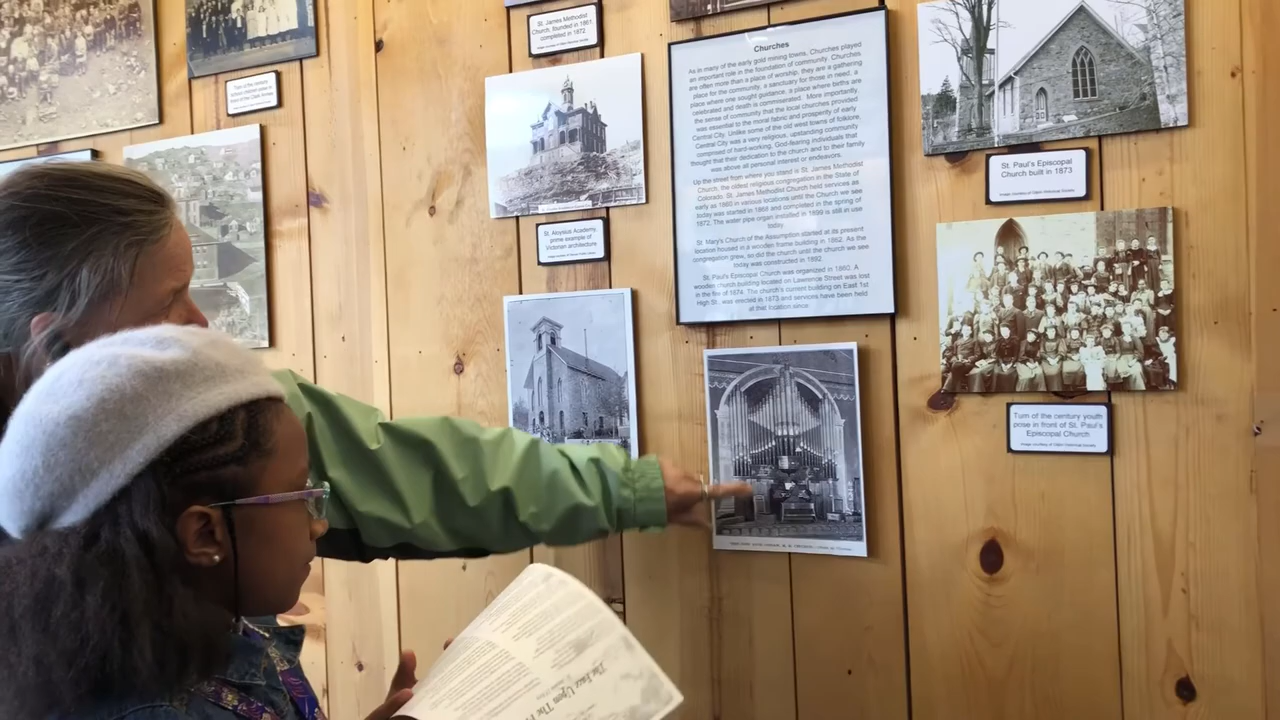 St. James Methodist
Church, founded in 1861,
completed in 1872.
St. Aloysius Academy,
prime example of
Victorian architecture
Churches
As in many of the early gold mining towns, Churches played
an important role in the foundation of community. Churches
are often more than a place of worship, they are a gathering
place for the community, a sanctuary for those in need, a
place where one sought guidance, a place where births are
celebrated and death is commiserated. More importantly,
the sense of community that the local churches provided
was essential to the moral fabric and prosperity of early
Central City. Unlike some of the old west towns of folklore,
Central City was a very religious, upstanding community
comprised of hard-working, God-fearing individuals that
thought that their dedication to the church and to their family
was above all personal interest or endeavors.
Up the street from where you stand is St. James Methodist
Church, the oldest religious congregation in the State of
Colorado. St. James Methodist Church held services as
early as 1860 in various locations until the Church we see
today was started in 1868 and completed in the spring of
1872. The water pipe organ installed in 1899 is still in use
today.
St. Mary's Church of the Assumption started at its present
location housed in a wooden frame building in 1862. As the
congregation grew, so did the church until the church we see
today was constructed in 1892.
St. Paul's Episcopal Church was organized in 1860. A
wooden church building located on Lawrence Street was lost
in the fire of 1874. The church's current building on East 1st
High St. was erected in 1873 and services have been held
at that location since.
St. Paul's Episcopal
Church built in 1873
Turn of the century youth
pose in front of St. Paul's
Episcopal Church
The Face Upon The